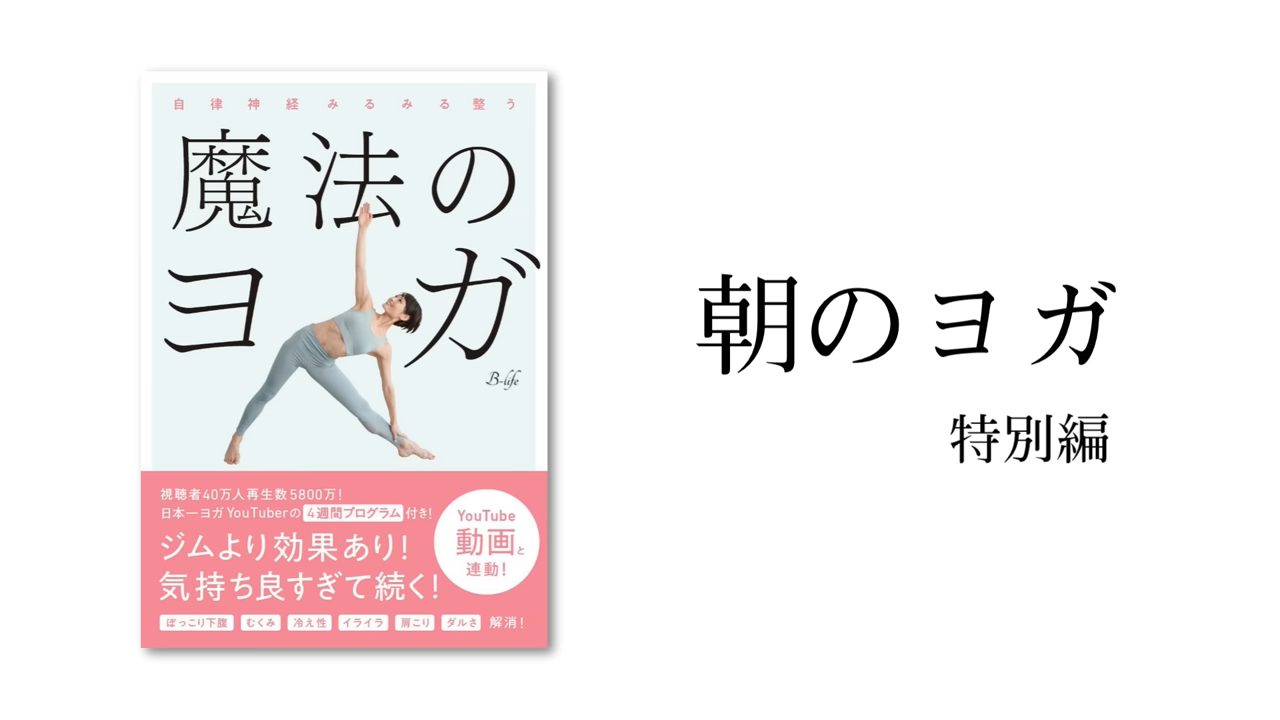 自律神経みるみる整う
魔法の
ヨガ
B-life
視聴者40万人再生数5800万！
日本一ヨガYouTuberの4週間プログラム付き！
ジムより効果あり！
気持ち良すぎて続く！
YouTube
動画と
連動！
ぽっこり下腹 むくみ 冷え性 イライラ 肩こり ダルさ 解消！
朝のヨガ
特別編